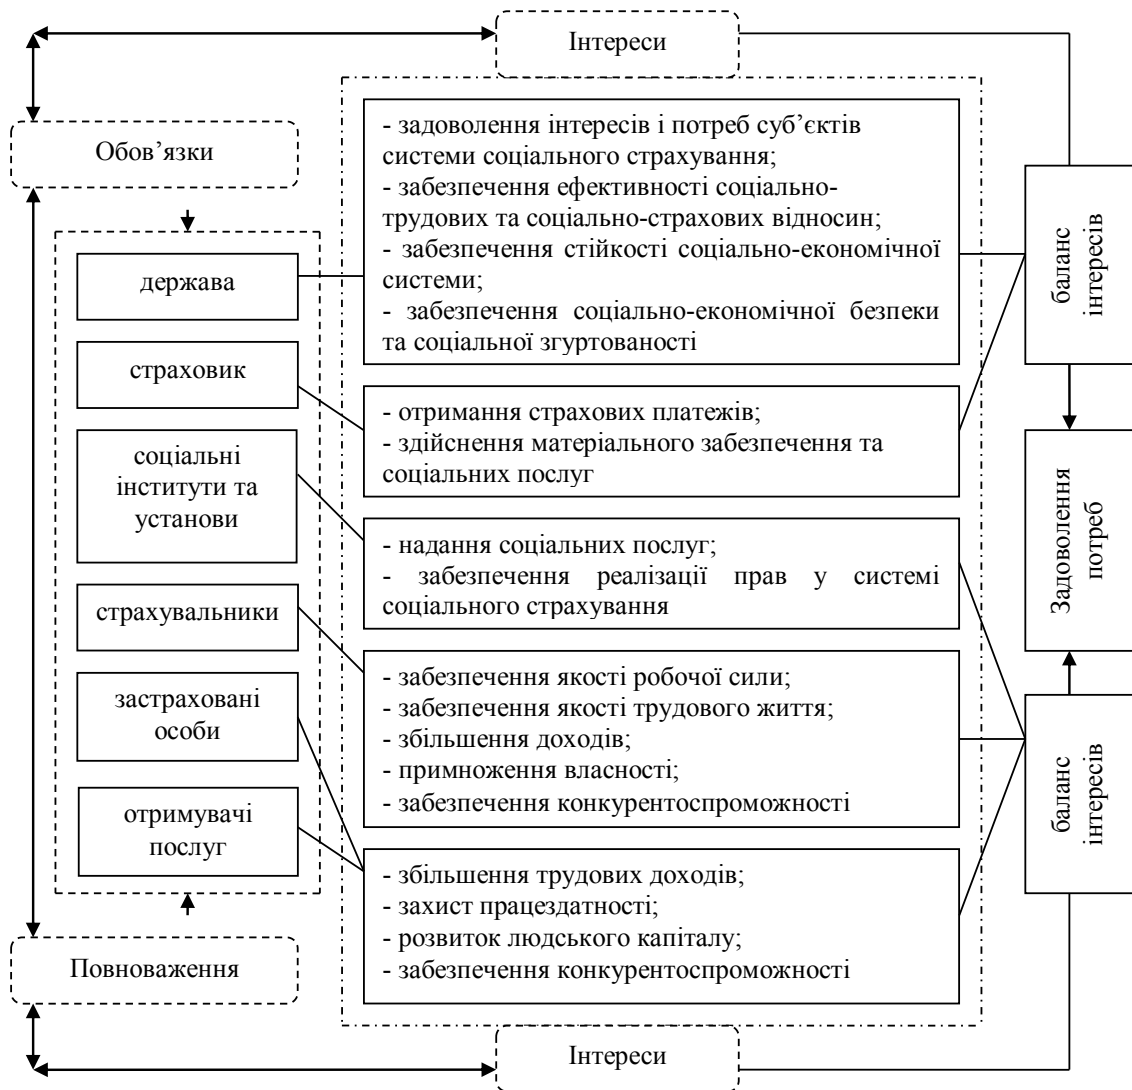 Інтереси
Обов’язки
держава
страховик
соціальні
інститути та
установи
страхувальники
застраховані
особи
отримувачі
послуг
Повноваження
- задоволення інтересів і потреб суб’єктів
системи соціального страхування;
- забезпечення ефективності соціально-
трудових та соціально-страхових відносин;
- забезпечення стійкості соціально-економічної
системи;
- забезпечення соціально-економічної безпеки
та соціальної згуртованості
- отримання страхових платежів;
- здійснення матеріального забезпечення та
соціальних послуг
- надання соціальних послуг;
- забезпечення реалізації прав у системі
соціального страхування
- забезпечення якості робочої сили;
- забезпечення якості трудового життя;
- збільшення доходів;
- примноження власності;
- забезпечення конкурентоспроможності
- збільшення трудових доходів;
- захист працездатності;
- розвиток людського капіталу;
- забезпечення конкурентоспроможності
баланс
інтересів
Задоволення
потреб
баланс
інтересів
Інтереси